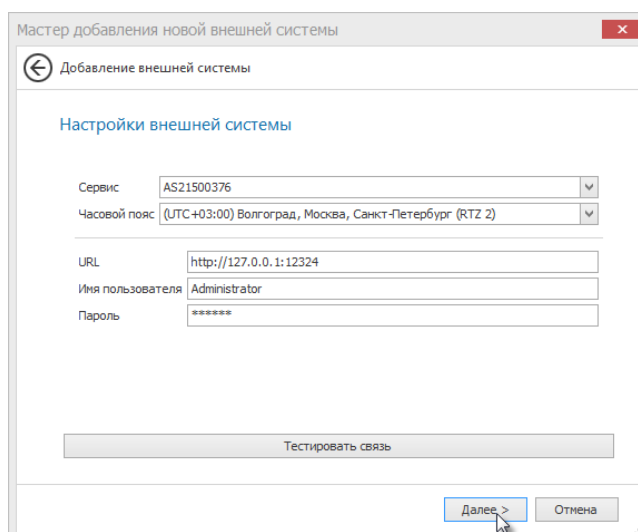 Мастер добавления новой внешней системы
Добавление внешней системы
Настройки внешней системы
Сервис AS21500376
Часовой пояс (UTC+03:00) Волгоград, Москва, Санкт-Петербург (RTZ 2)
URL http://127.0.0.1:12324
Имя пользователя Administrator
Пароль ******
Тестировать связь
Далее > Отмена